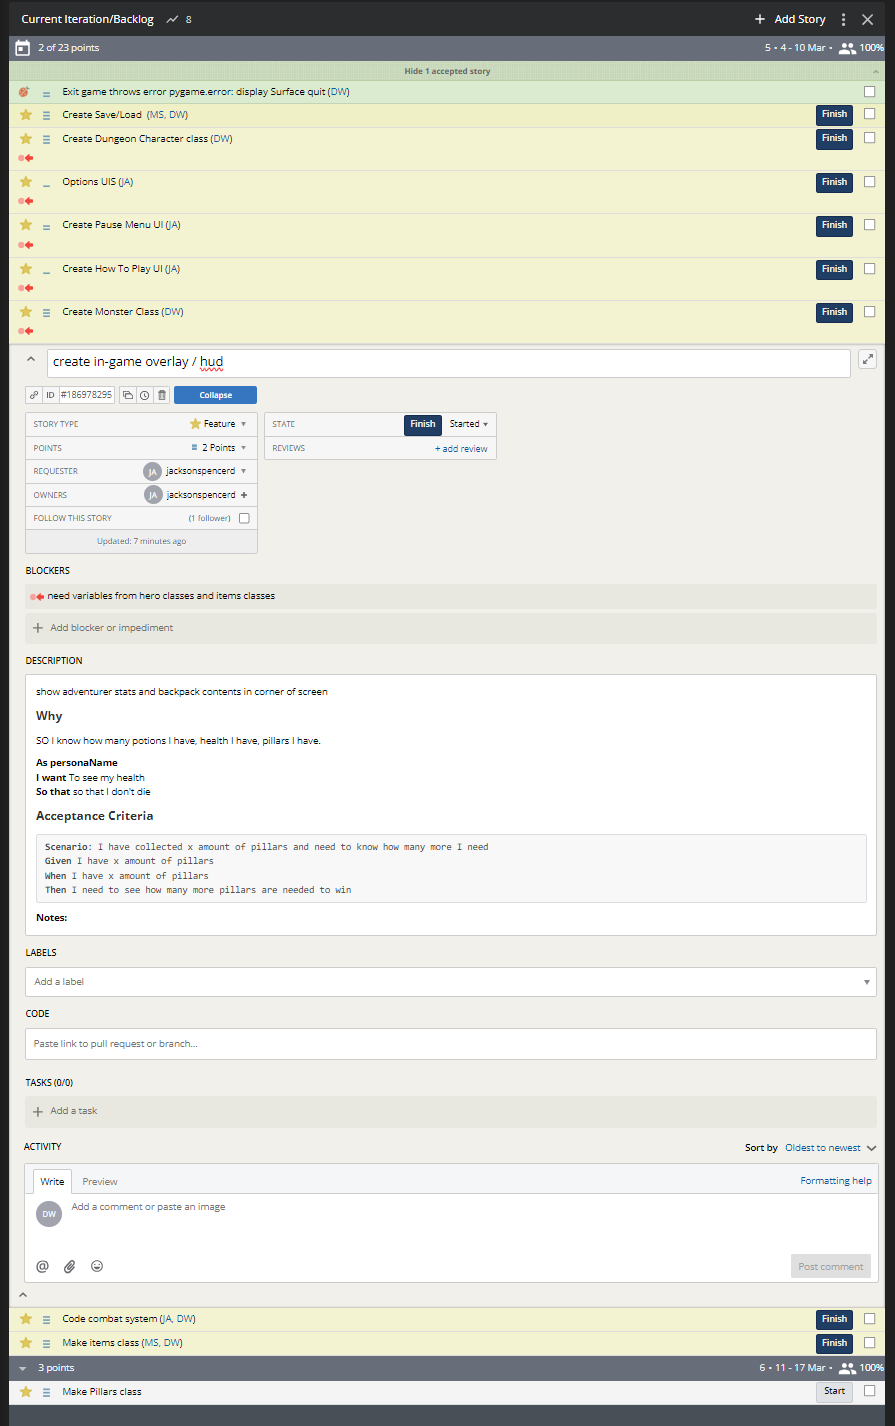 Current Iteration/Backlog 8 + Add Story
2 of 23 points 5 • 4 - 10 Mar • 100%
Hide 1 accepted story
Exit game throws error pygame.error: display Surface quit (DW)
Create Save/Load (MS, DW) Finish
Create Dungeon Character class (DW) Finish
Options UIS (JA) Finish
Create Pause Menu UI (JA) Finish
Create How To Play UI (JA) Finish
Create Monster Class (DW) Finish
create in-game overlay / hud
ID #186978295 Collapse
STORY TYPE Feature STATE Finish Started
POINTS 2 Points REVIEWS + add review
REQUESTER JA jacksonspencerd
OWNERS JA jacksonspencerd +
FOLLOW THIS STORY (1 follower)
Updated: 7 minutes ago
BLOCKERS
need variables from hero classes and items classes
+ Add blocker or impediment
DESCRIPTION
show adventurer stats and backpack contents in corner of screen
Why
SO I know how many potions I have, health I have, pillars I have.
As personaName
I want To see my health
So that so that I don't die
Acceptance Criteria
Scenario: I have collected x amount of pillars and need to know how many more I need
Given I have x amount of pillars
When I have x amount of pillars
Then I need to see how many more pillars are needed to win
Notes:
LABELS
Add a label
CODE
Paste link to pull request or branch...
TASKS (0/0)
+ Add a task
ACTIVITY Sort by Oldest to newest
Write Preview Formatting help
DW Add a comment or paste an image
@ Post comment
Code combat system (JA, DW) Finish
Make items class (MS, DW) Finish
3 points 6 • 11 - 17 Mar • 100%
Make Pillars class Start